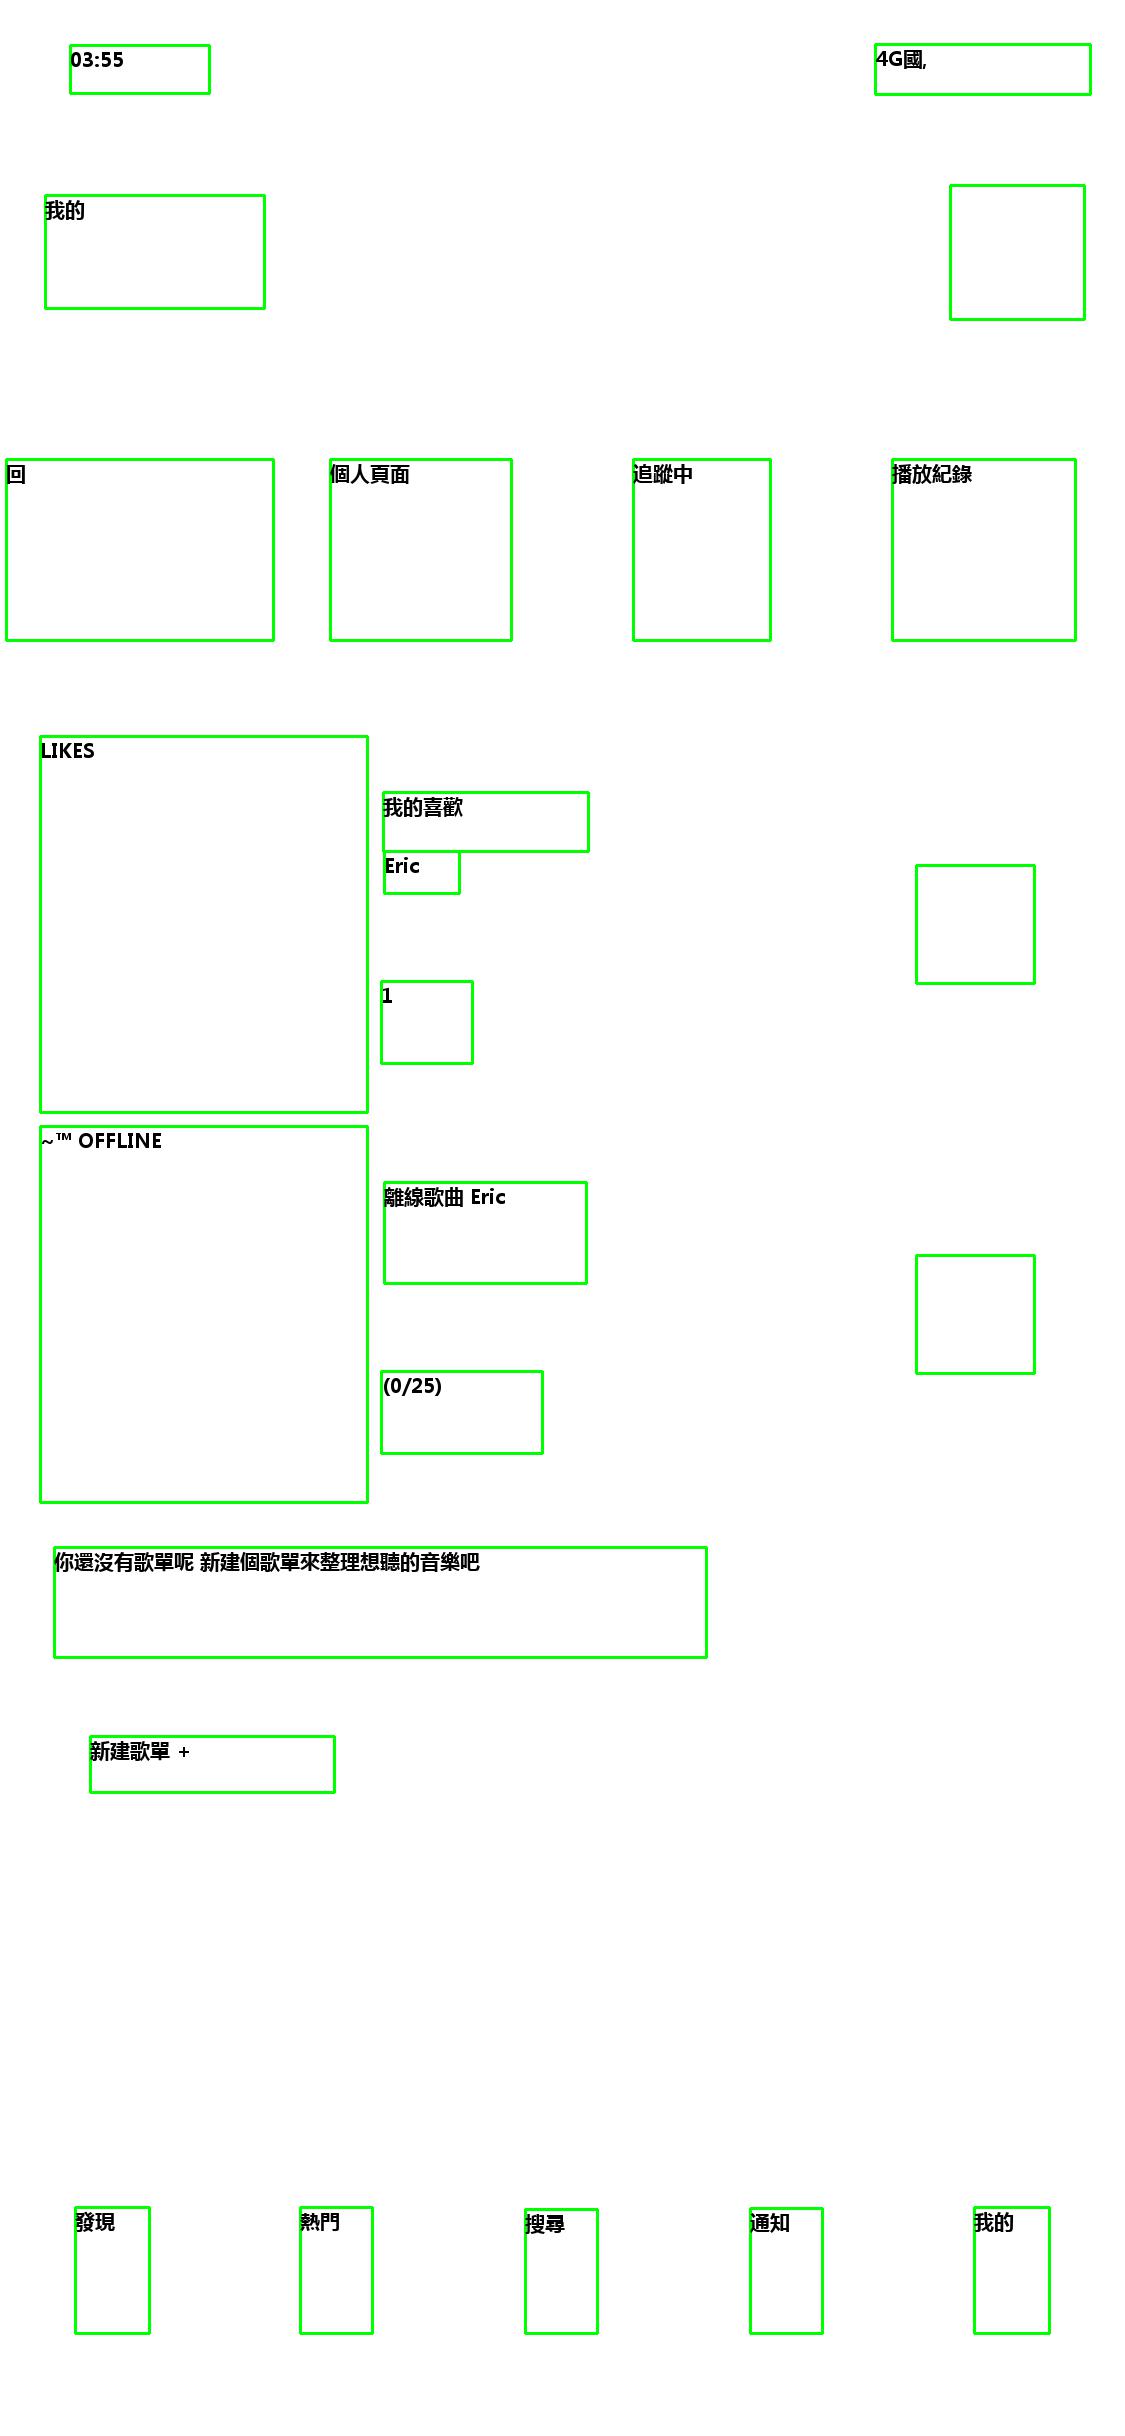 03:55
4G國,
我的
回
個人頁面
追蹤中
播放紀錄
LIKES
我的喜歡
Eric
1
~™ OFFLINE
離線歌曲 Eric
(0/25)
你還沒有歌單呢 新建個歌單來整理想聽的音樂吧
新建歌單 +
發現
熱門
搜尋
通知
我的